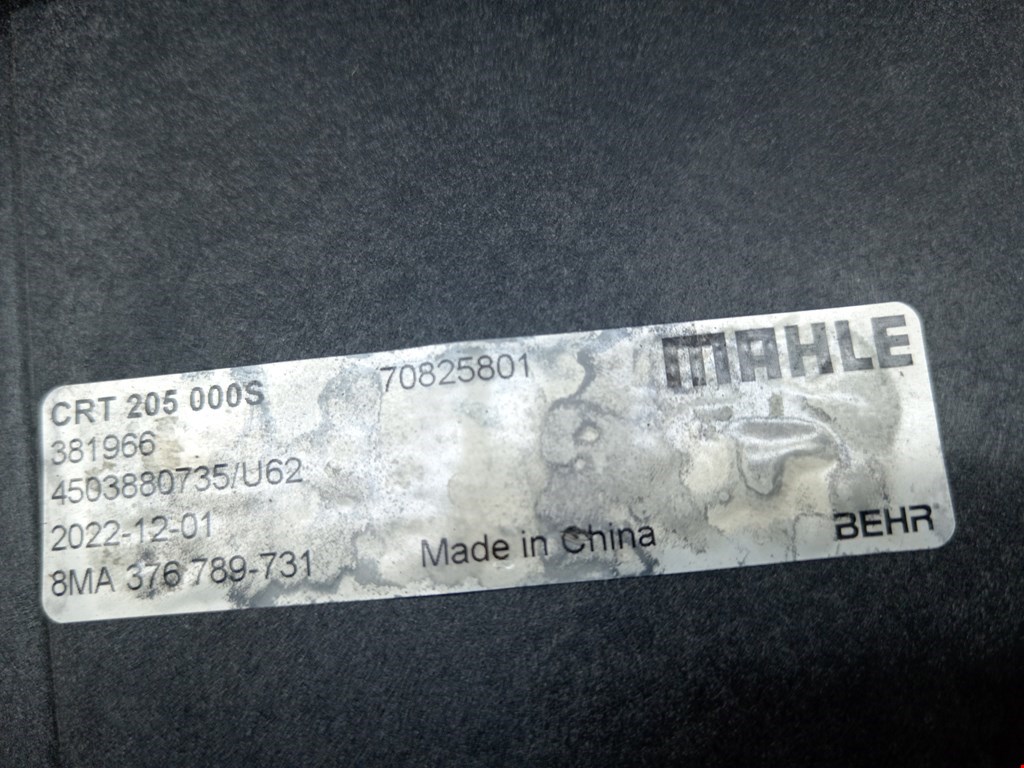 CRT 205 000S
381966
4503880735/U62
2022-12-01
8MA 376 789-731
70825801
Made in China
MAHLE
BEHR